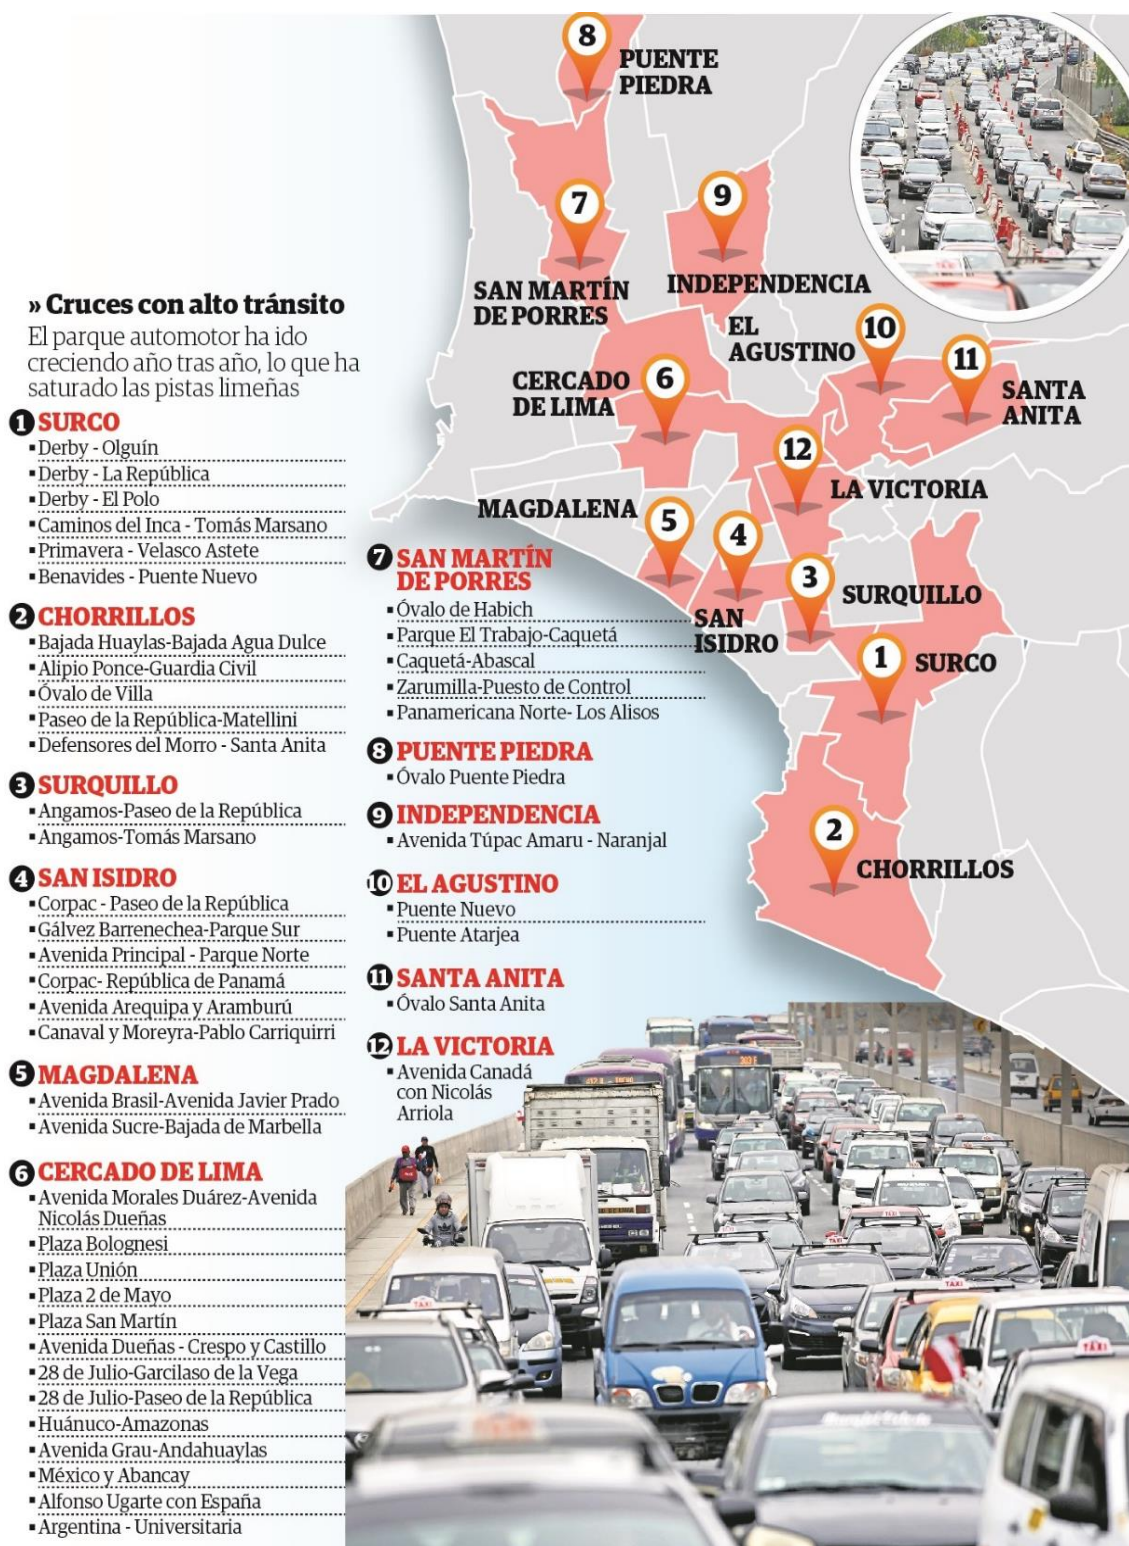 » Cruces con alto tránsito
El parque automotor ha ido
creciendo año tras año, lo que ha
saturado las pistas limeñas
1 SURCO
▪ Derby - Olguín
▪ Derby - La República
▪ Derby - El Polo
▪ Caminos del Inca - Tomás Marsano
▪ Primavera - Velasco Astete
▪ Benavides - Puente Nuevo
2 CHORRILLOS
▪ Bajada Huaylas-Bajada Agua Dulce
▪ Alipio Ponce-Guardia Civil
▪ Óvalo de Villa
▪ Paseo de la República-Matellini
▪ Defensores del Morro - Santa Anita
3 SURQUILLO
▪ Angamos-Paseo de la República
▪ Angamos-Tomás Marsano
4 SAN ISIDRO
▪ Corpac - Paseo de la República
▪ Gálvez Barrenechea-Parque Sur
▪ Avenida Principal - Parque Norte
▪ Corpac- República de Panamá
▪ Avenida Arequipa y Aramburú
▪ Canaval y Moreyra-Pablo Carriquirri
5 MAGDALENA
▪ Avenida Brasil-Avenida Javier Prado
▪ Avenida Sucre-Bajada de Marbella
6 CERCADO DE LIMA
▪ Avenida Morales Duárez-Avenida
Nicolás Dueñas
▪ Plaza Bolognesi
▪ Plaza Unión
▪ Plaza 2 de Mayo
▪ Plaza San Martín
▪ Avenida Dueñas - Crespo y Castillo
▪ 28 de Julio-Garcilaso de la Vega
▪ 28 de Julio-Paseo de la República
▪ Huánuco-Amazonas
▪ Avenida Grau-Andahuaylas
▪ México y Abancay
▪ Alfonso Ugarte con España
▪ Argentina - Universitaria
7 SAN MARTÍN
DE PORRES
▪ Óvalo de Habich
▪ Parque El Trabajo-Caquetá
▪ Caquetá-Abascal
▪ Zarumilla-Puesto de Control
▪ Panamericana Norte- Los Alisos
8 PUENTE PIEDRA
▪ Óvalo Puente Piedra
9 INDEPENDENCIA
▪ Avenida Túpac Amaru - Naranjal
10 EL AGUSTINO
▪ Puente Nuevo
▪ Puente Atarjea
11 SANTA ANITA
▪ Óvalo Santa Anita
12 LA VICTORIA
▪ Avenida Canadá
con Nicolás
Arriola
8
PUENTE
PIEDRA
7
SAN MARTÍN
DE PORRES
9
INDEPENDENCIA
10
EL
AGUSTINO
11
SANTA
ANITA
6
CERCADO
DE LIMA
12
LA VICTORIA
5
MAGDALENA
4
SAN
ISIDRO
3
SURQUILLO
1
SURCO
2
CHORRILLOS
TAXI
TAXI
TAXI
TAXI